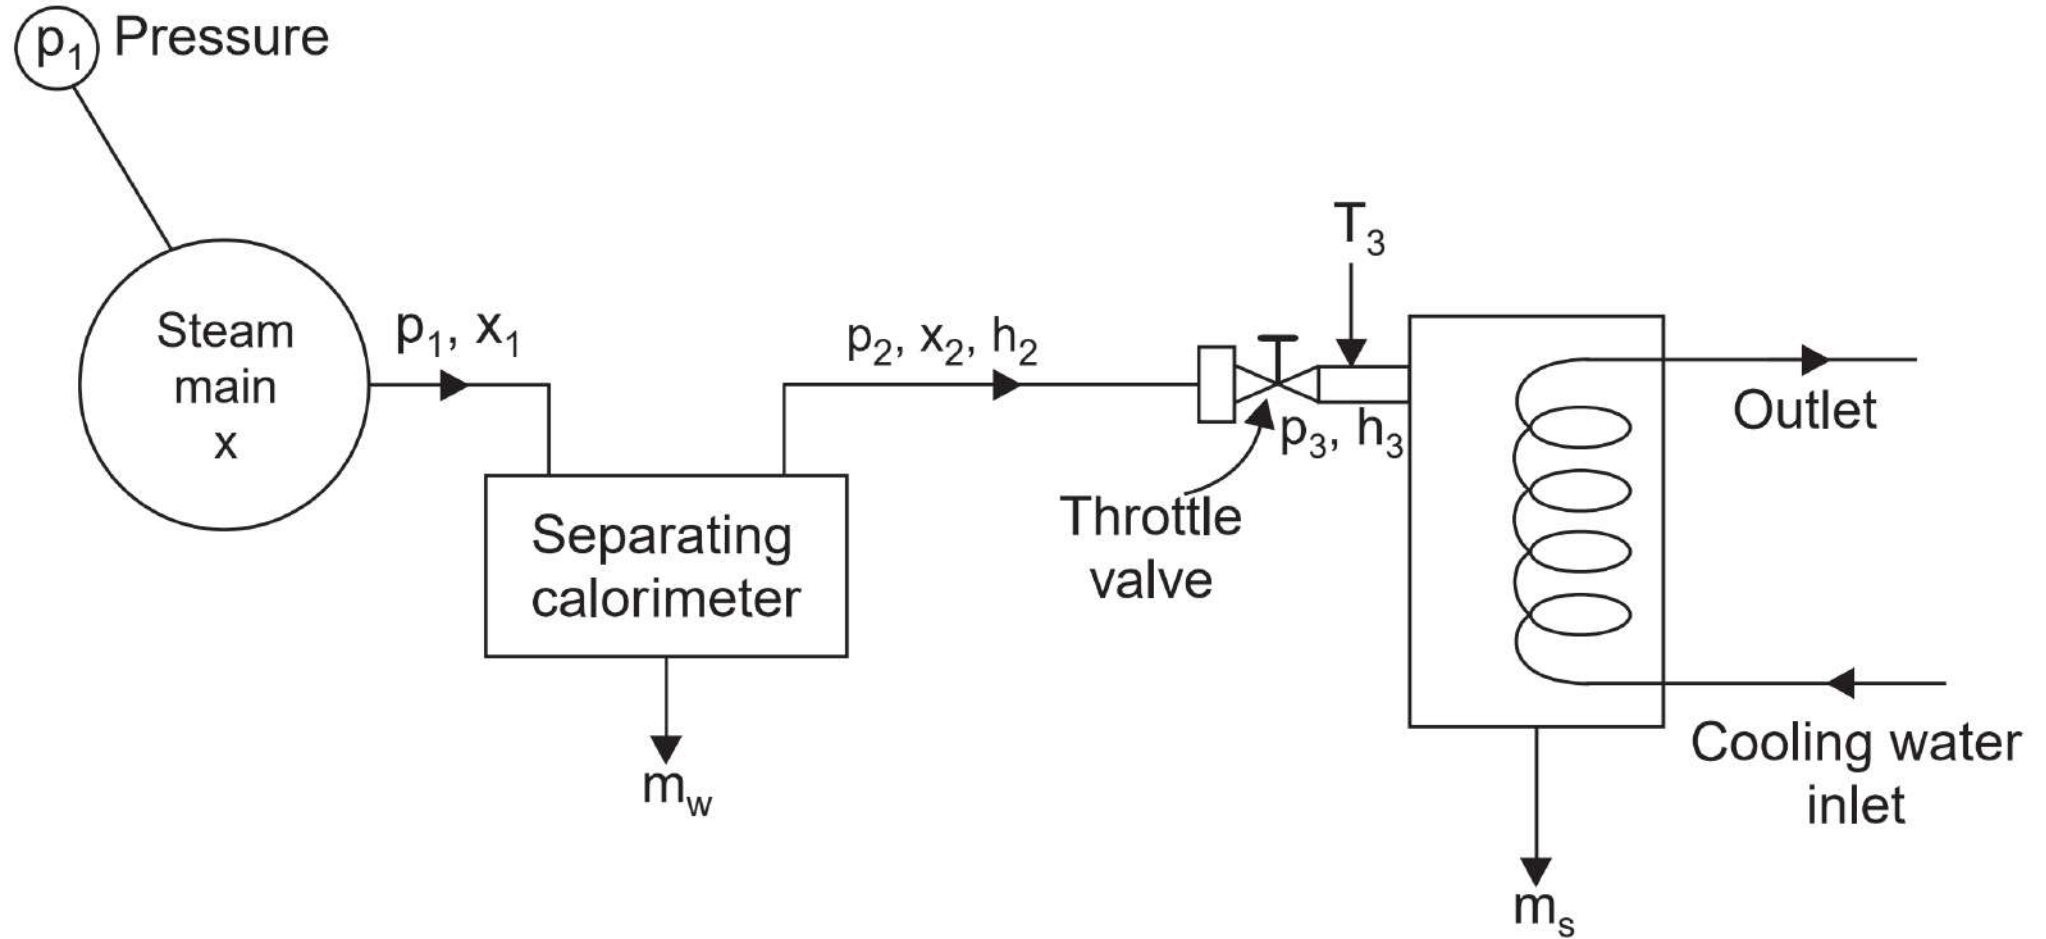 p₁ Pressure
Steam
main
x
p₁, x₁
p₂, x₂, h₂
T₃
p₃, h₃
Throttle
valve
Separating
calorimeter
m_w
Outlet
Cooling water
inlet
mₛ